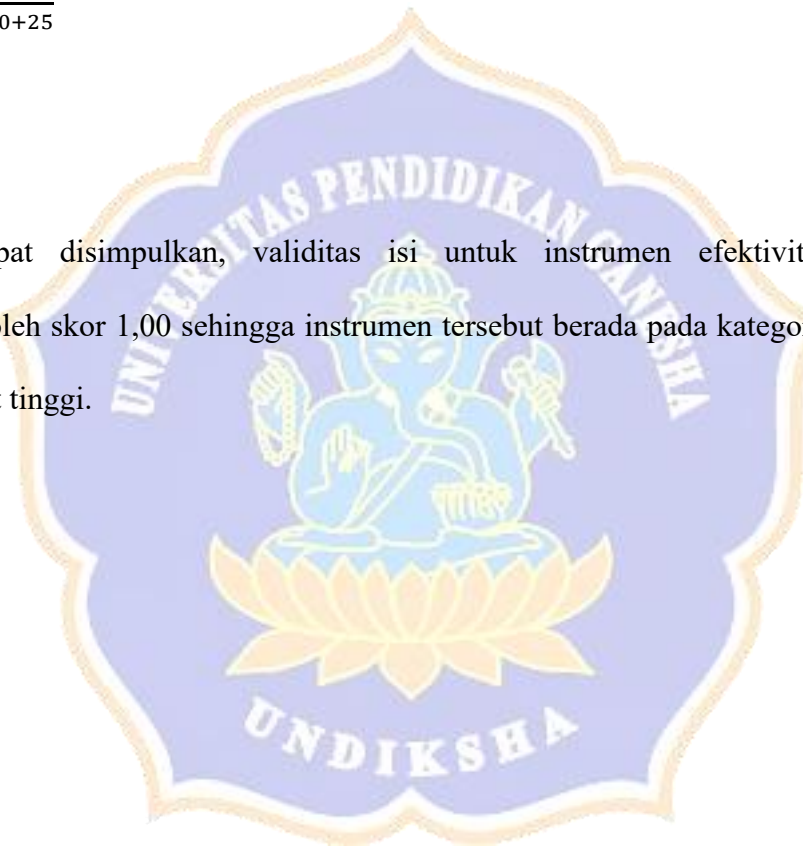 0+25
UNIVERSITAS PENDIDIKAN GANESHA
pat disimpulkan, validitas isi untuk instrumen efektivit
oleh skor 1,00 sehingga instrumen tersebut berada pada kategor
t tinggi.
UNDIKSHA